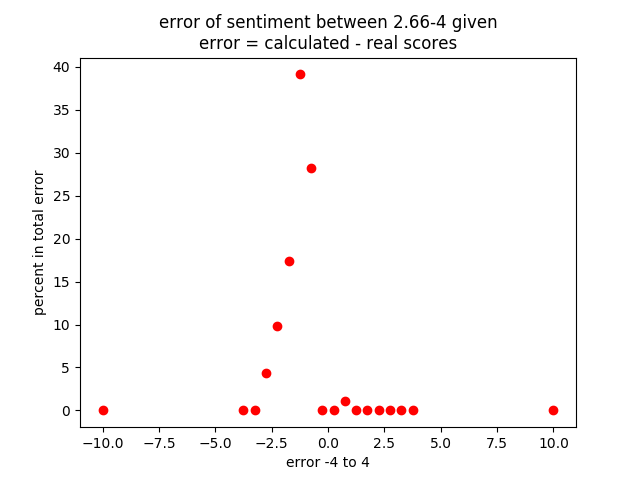 error of sentiment between 2.66-4 given
error = calculated - real scores
percent in total error
40
35
30
25
20
15
10
5
0
−10.0 −7.5 −5.0 −2.5 0.0 2.5 5.0 7.5 10.0
error -4 to 4